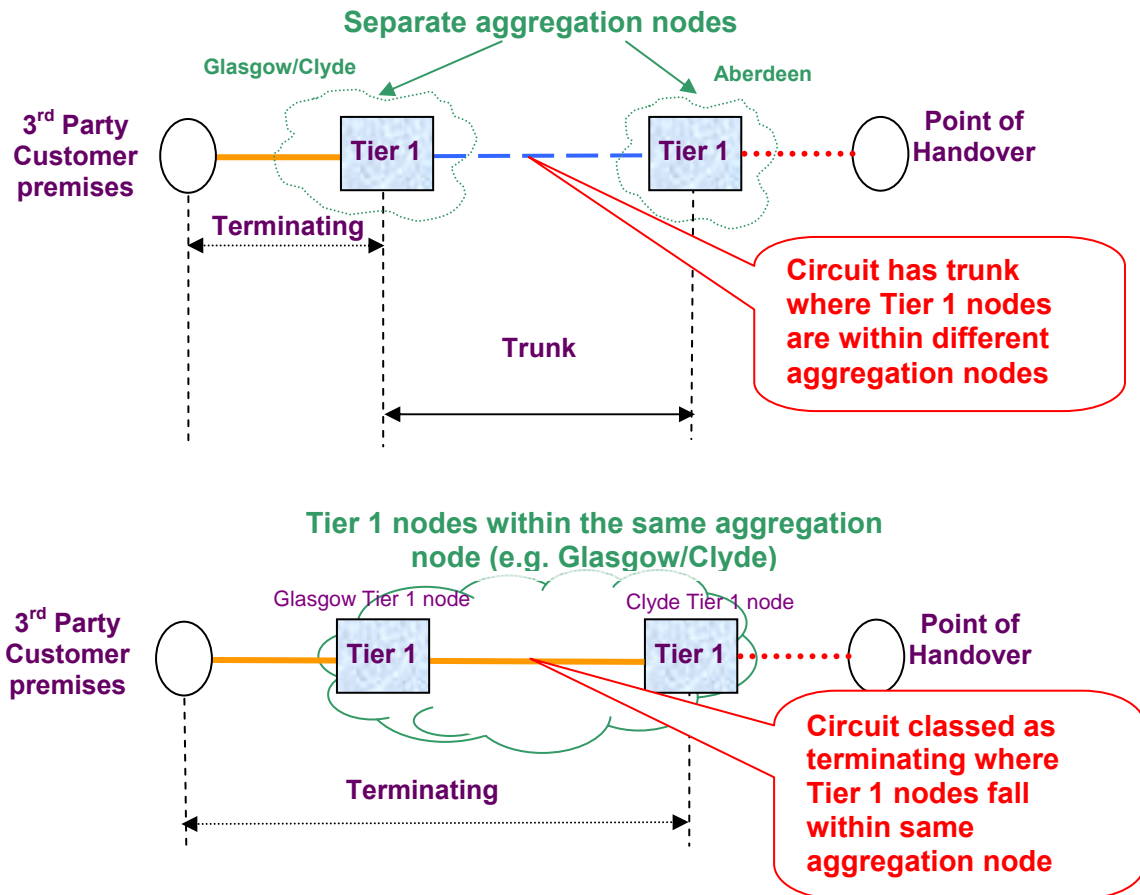 Separate aggregation nodes
Glasgow/Clyde
Aberdeen
3rd Party
Customer
premises
Tier 1
Tier 1
Point of
Handover
Terminating
Circuit has trunk
where Tier 1 nodes
are within different
aggregation nodes
Trunk
Tier 1 nodes within the same aggregation
node (e.g. Glasgow/Clyde)
Glasgow Tier 1 node
Clyde Tier 1 node
3rd Party
Customer
premises
Tier 1
Tier 1
Point of
Handover
Circuit classed as
terminating where
Tier 1 nodes fall
within same
aggregation node
Terminating